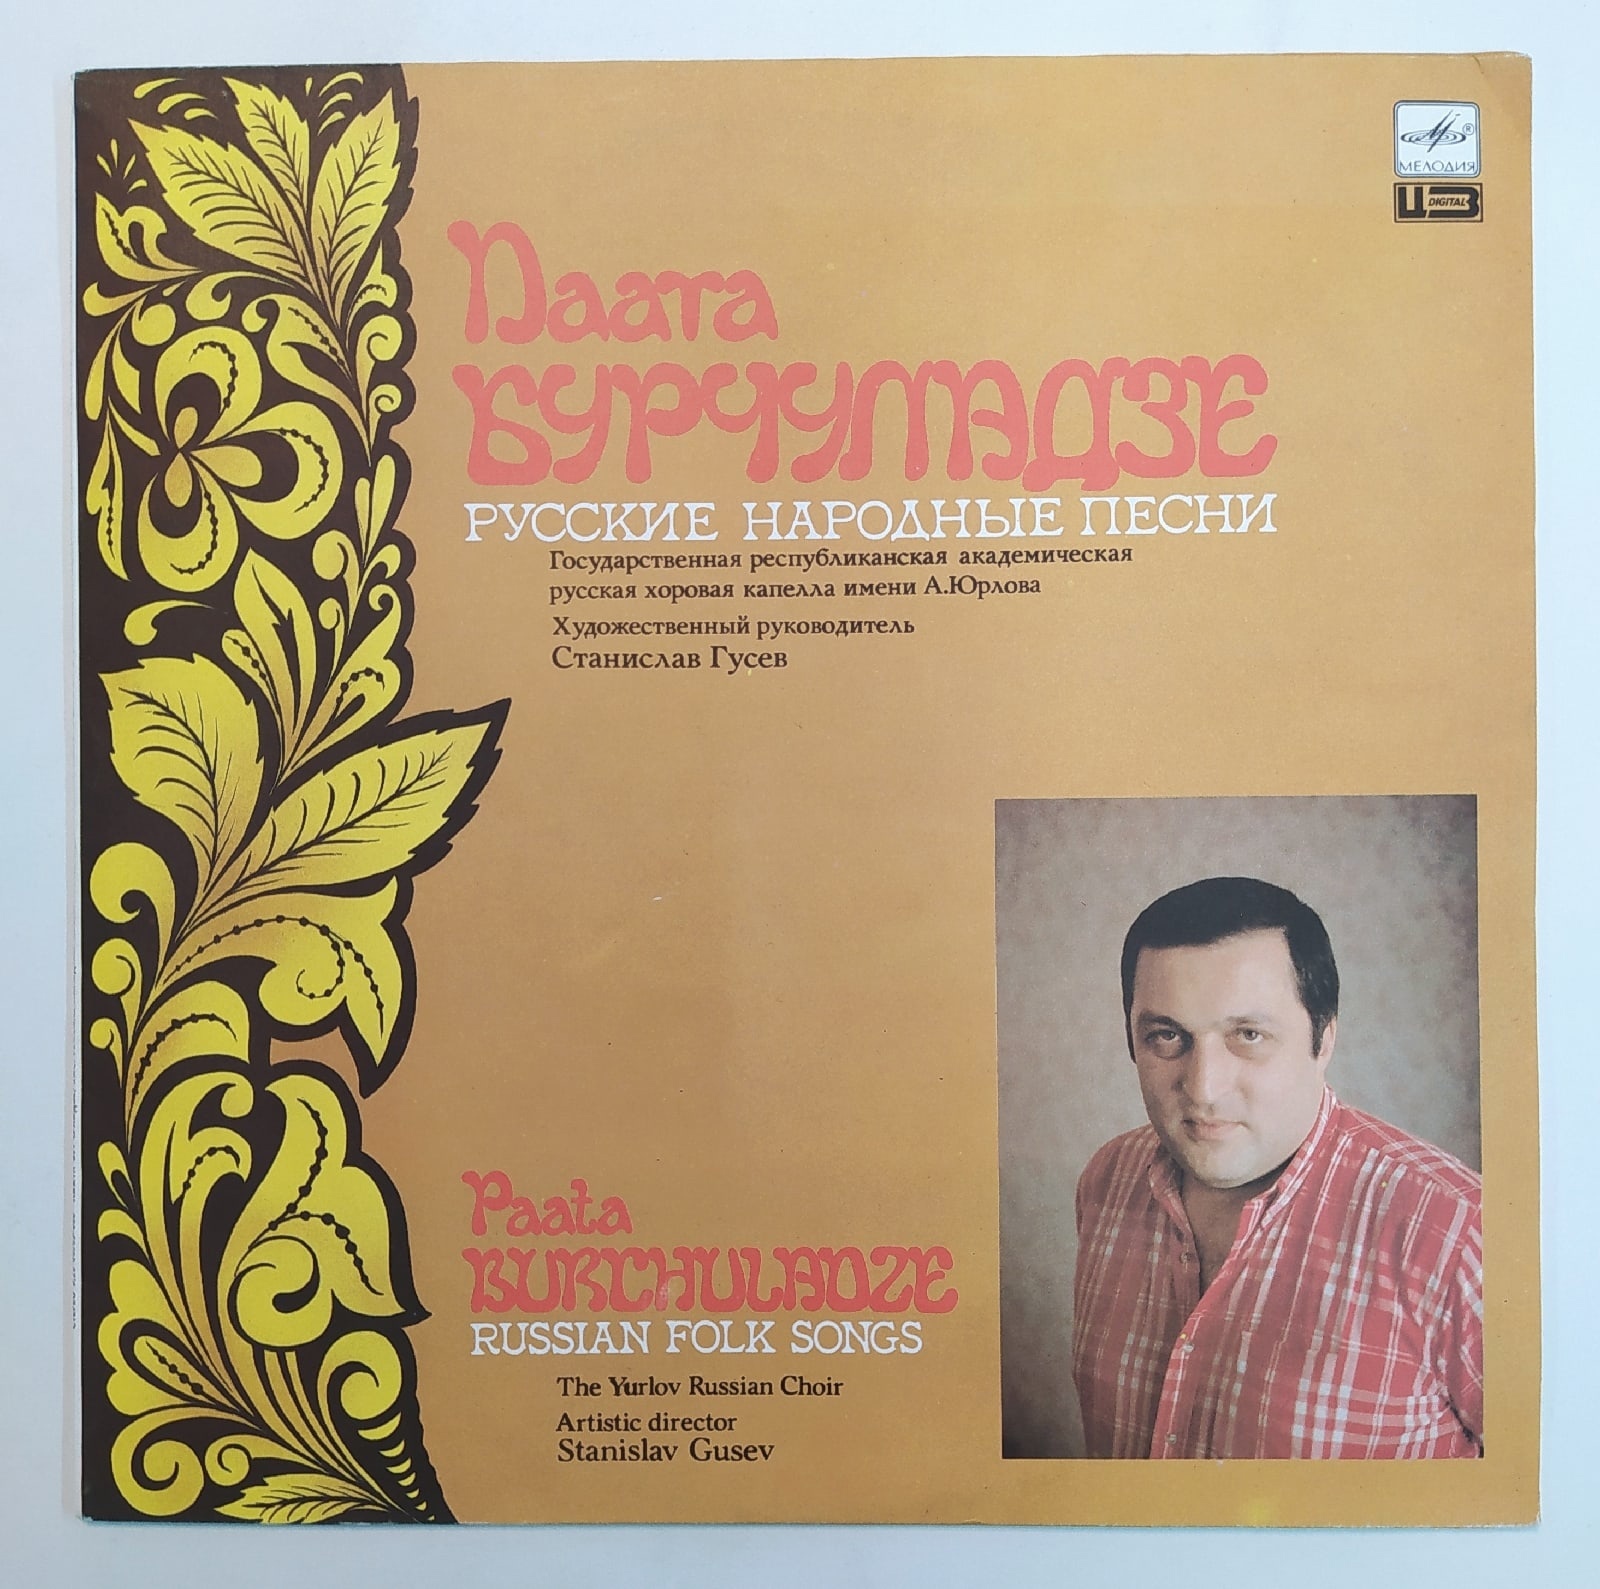 МЕЛОДИЯ
®
ЦЗ DIGITAL
Паата
БУРЧУЛАДЗЕ
РУССКИЕ НАРОДНЫЕ ПЕСНИ
Государственная республиканская академическая
русская хоровая капелла имени А.Юрлова
Художественный руководитель
Станислав Гусев
Paata
BURCHULADZE
RUSSIAN FOLK SONGS
The Yurlov Russian Choir
Artistic director
Stanislav Gusev